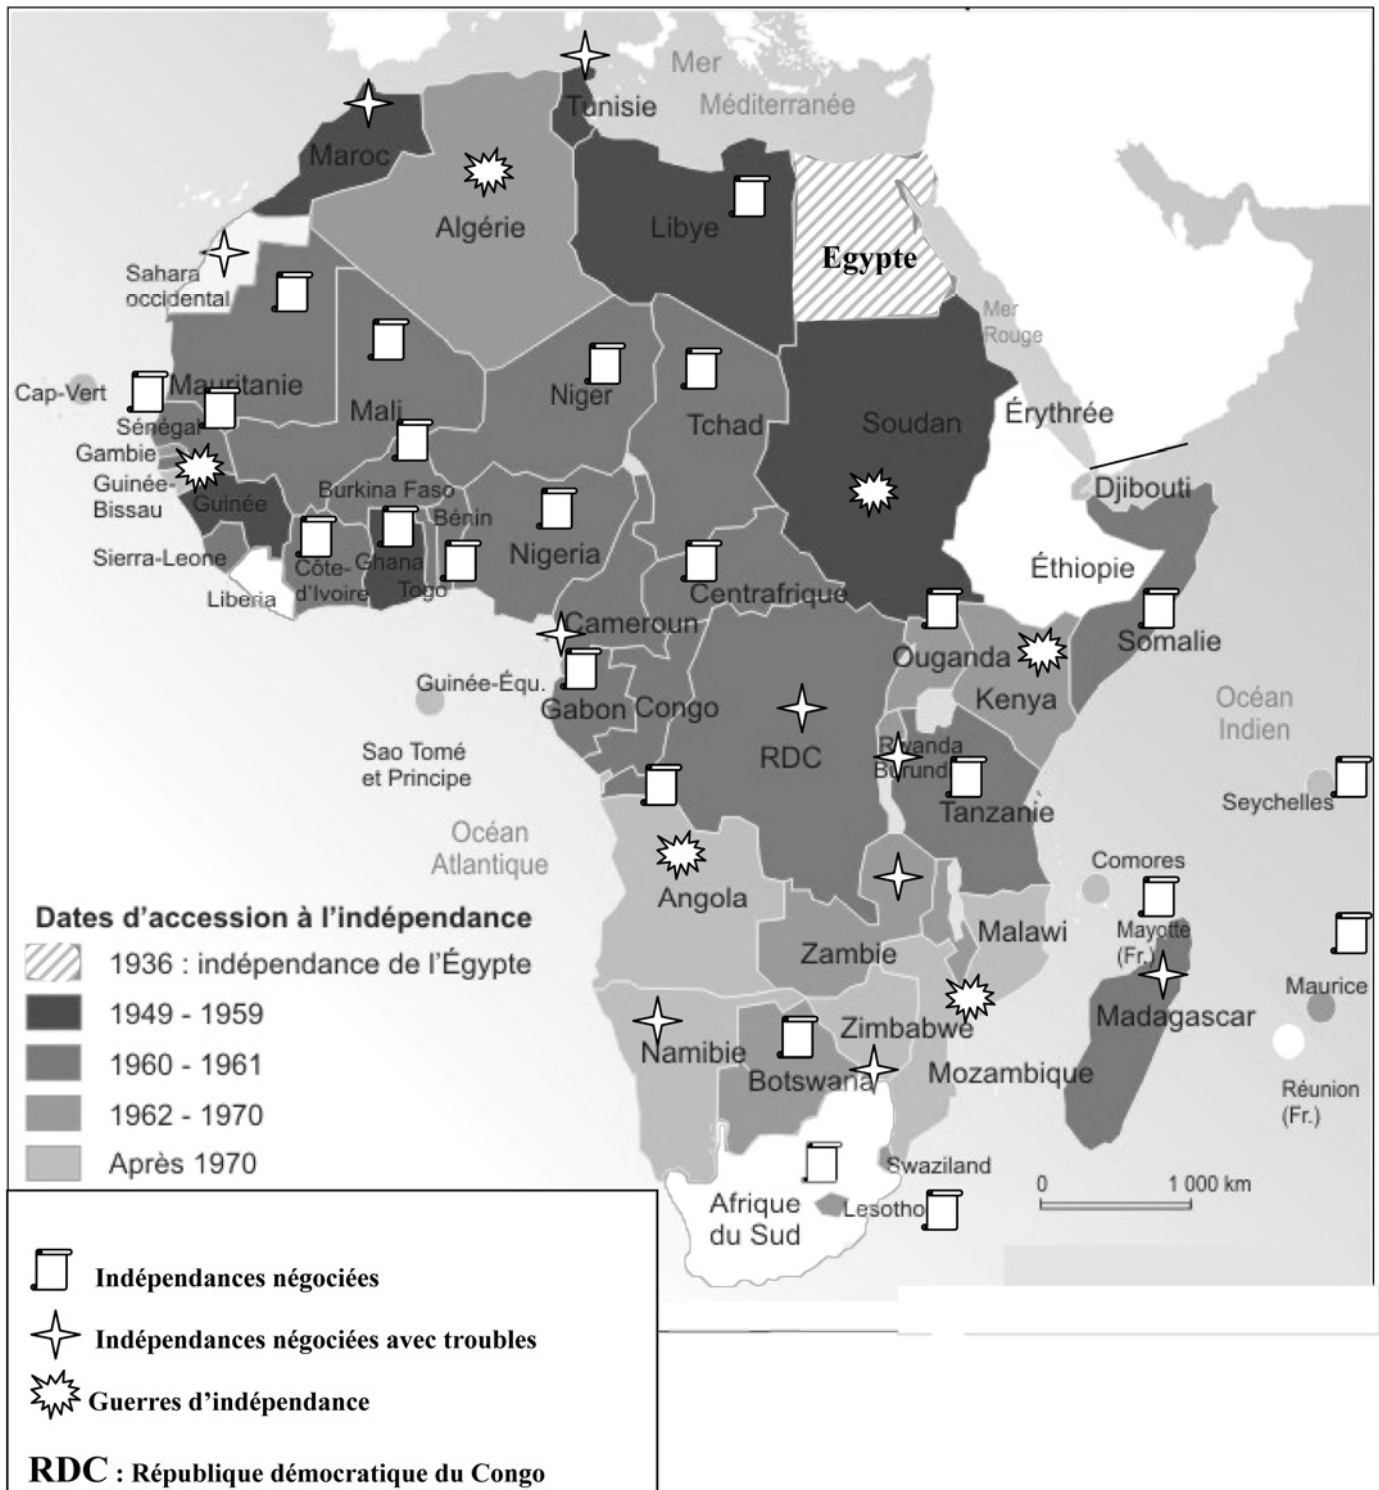 Mer
Méditerranée
Tunisie
Maroc
Algérie
Libye
Egypte
Sahara
occidental
Mer
Rouge
Cap-Vert
Mauritanie
Mali
Niger
Tchad
Soudan
Érythrée
Sénégal
Gambie
Guinée-
Bissau
Guinée
Burkina Faso
Bénin
Nigeria
Djibouti
Sierra-Leone
Liberia
Côte-
d'Ivoire
Ghana
Togo
Centrafrique
Éthiopie
Cameroun
Ouganda
Somalie
Kenya
Guinée-Équ.
Gabon
Congo
Sao Tomé
et Principe
RDC
Rwanda
Burundi
Tanzanie
Océan
Indien
Seychelles
Océan
Atlantique
Angola
Comores
Mayotte
(Fr.)
Malawi
Zambie
Maurice
Madagascar
Zimbabwe
Namibie
Botswana
Mozambique
Réunion
(Fr.)
Swaziland
Lesotho
Afrique
du Sud
0 1 000 km
Dates d'accession à l'indépendance
1936 : indépendance de l'Égypte
1949 - 1959
1960 - 1961
1962 - 1970
Après 1970
Indépendances négociées
Indépendances négociées avec troubles
Guerres d'indépendance
RDC : République démocratique du Congo